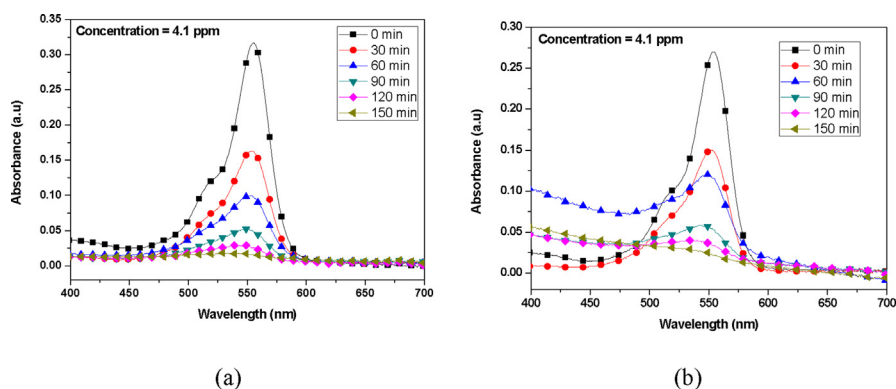 Concentration = 4.1 ppm
0 min
30 min
60 min
90 min
120 min
150 min
0.35
0.30
0.25
0.20
0.15
0.10
0.05
0.00
Absorbance (a.u)
400 450 500 550 600 650 700
Wavelength (nm)
(a)
Concentration = 4.1 ppm
0 min
30 min
60 min
90 min
120 min
150 min
0.30
0.25
0.20
0.15
0.10
0.05
0.00
Absorbance (a.u)
400 450 500 550 600 650 700
Wavelength (nm)
(b)